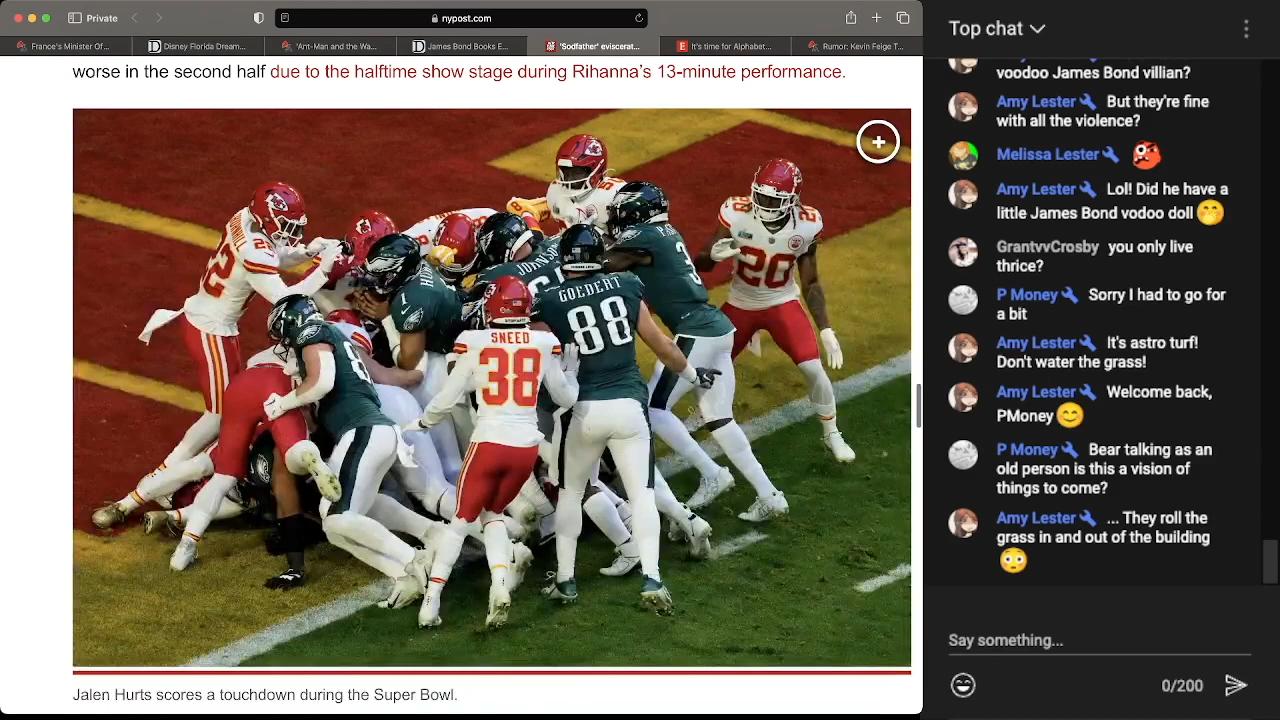 Private
nypost.com
France's Minister Of...
Disney Florida Dream...
'Ant-Man and the Wa...
James Bond Books E...
'Sodfather' eviscerat...
It's time for Alphabet...
Rumor: Kevin Feige T...
worse in the second half due to the halftime show stage during Rihanna's 13-minute performance.
22
20
JOHNSON
GOEDERT
88
SNEED
38
1
3
Jalen Hurts scores a touchdown during the Super Bowl.
Top chat
voodoo James Bond villian?
Amy Lester But they're fine
with all the violence?
Melissa Lester
Amy Lester Lol! Did he have a
little James Bond vodoo doll
GrantvvCrosby you only live
thrice?
P Money Sorry I had to go for
a bit
Amy Lester It's astro turf!
Don't water the grass!
Amy Lester Welcome back,
PMoney
P Money Bear talking as an
old person is this a vision of
things to come?
Amy Lester ... They roll the
grass in and out of the building
Say something...
0/200